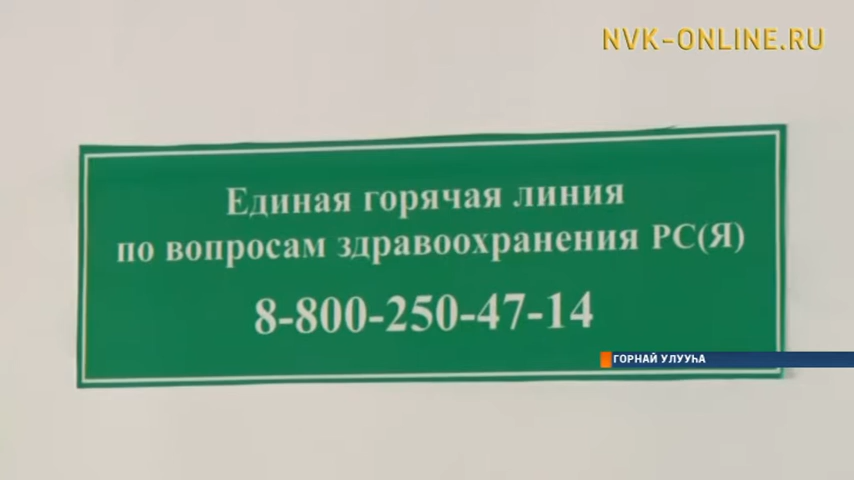 NVK-ONLINE.RU
Единая горячая линия
по вопросам здравоохранения РС(Я)
8-800-250-47-14
ГОРНАЙ УЛУУҺА